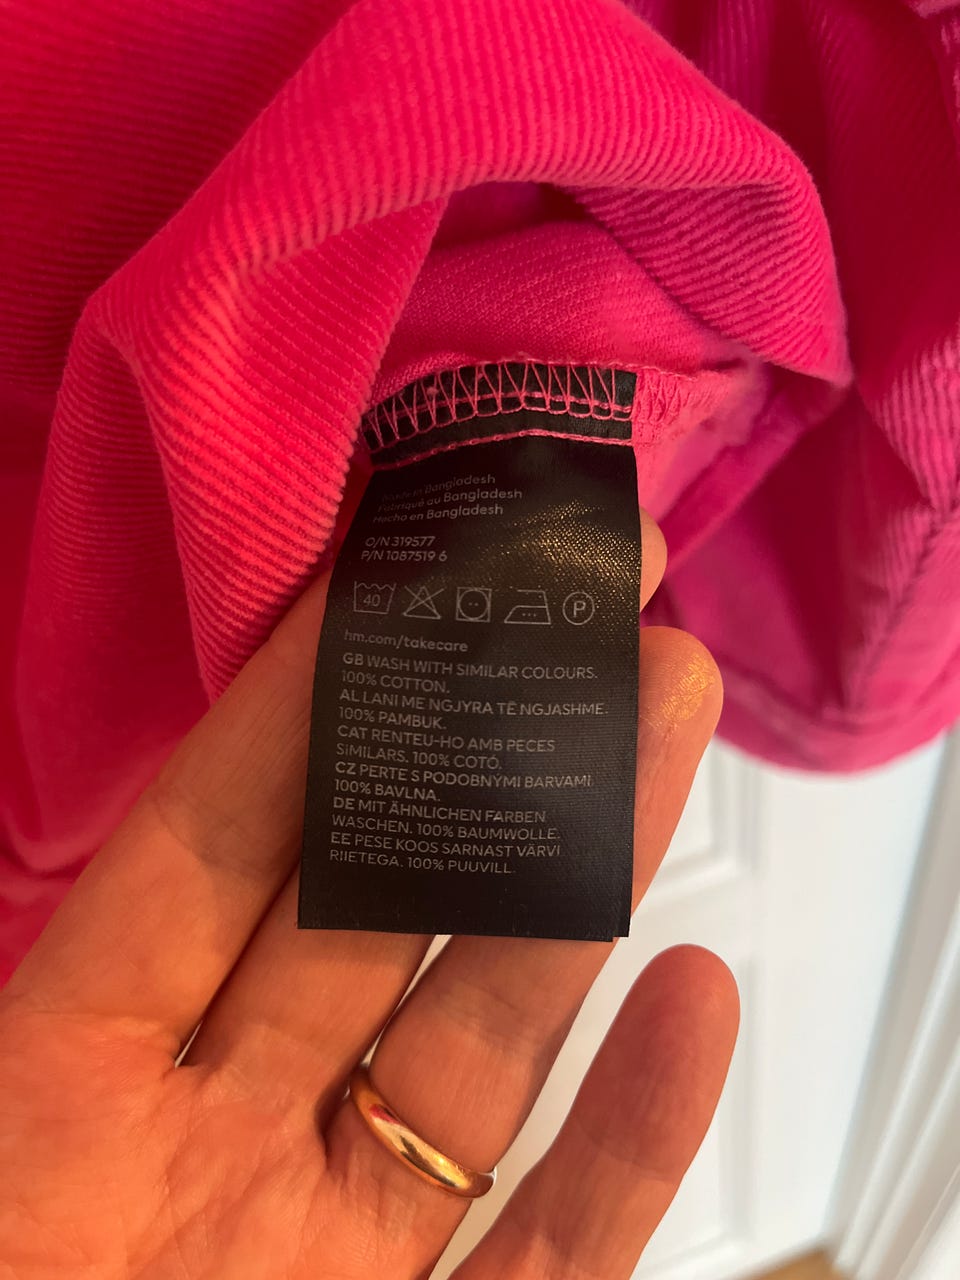 Made in Bangladesh
Fabriqué au Bangladesh
Hecho en Bangladesh
O/N 319577
P/N 1087519 6
40
P
hm.com/takecare
GB WASH WITH SIMILAR COLOURS.
100% COTTON.
AL LANI ME NGJYRA TË NGJASHME.
100% PAMBUK.
CAT RENTEU-HO AMB PECES
SIMILARS. 100% COTÓ.
CZ PERTE S PODOBNÝMI BARVAMI.
100% BAVLNA.
DE MIT ÄHNLICHEN FARBEN
WASCHEN. 100% BAUMWOLLE.
EE PESE KOOS SARNAST VÄRVI
RIIETEGA. 100% PUUVILL.